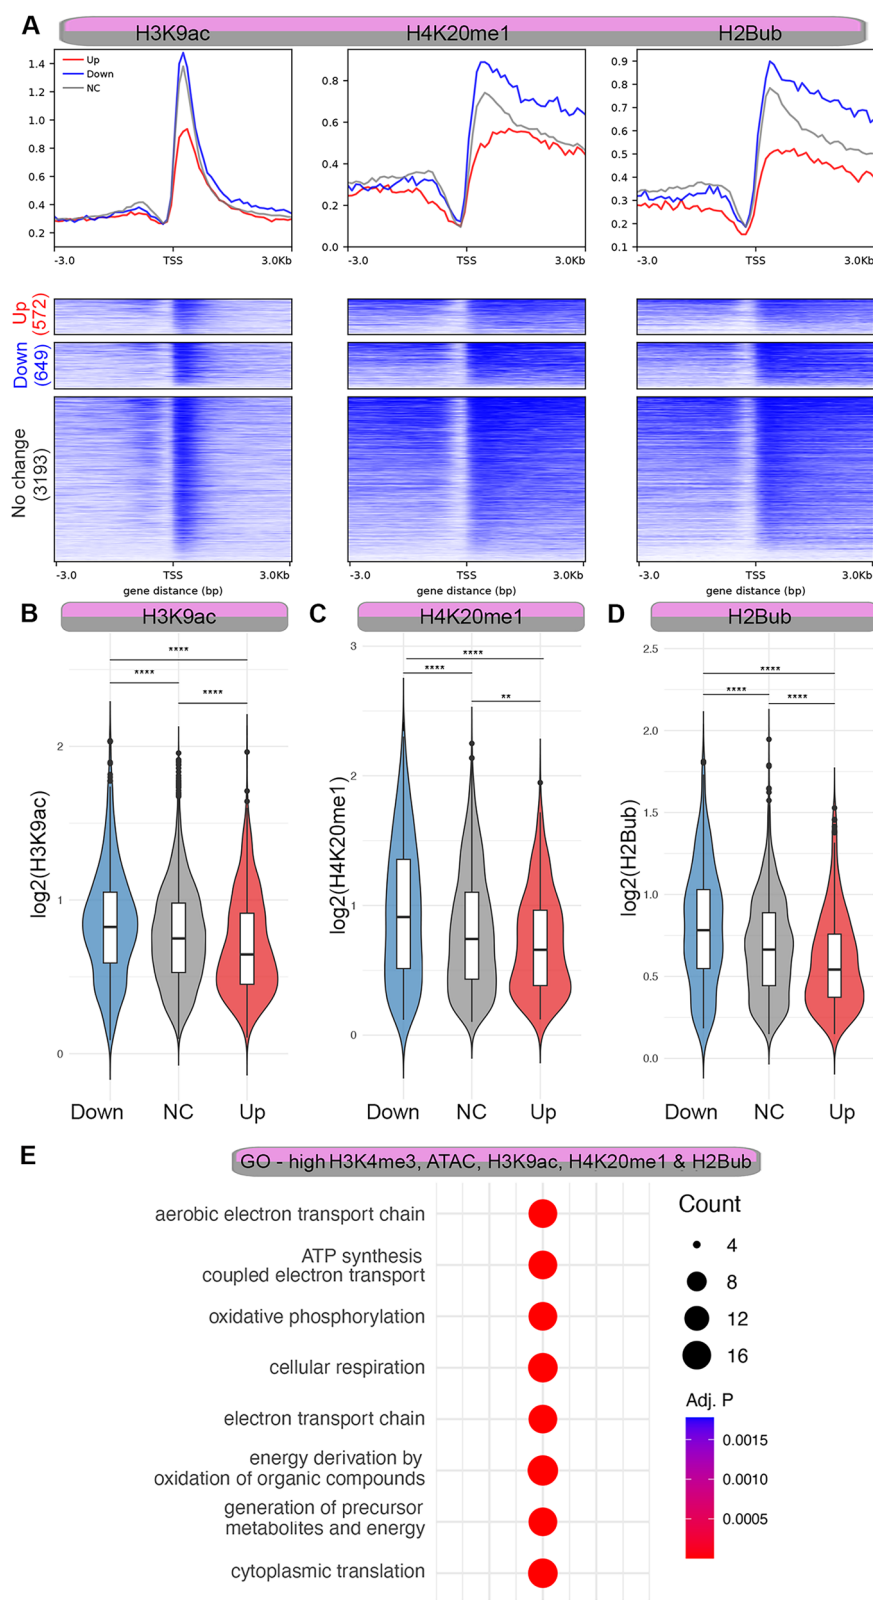 A
H3K9ac
H4K20me1
H2Bub
Up
Down
NC
1.4
1.2
1.0
0.8
0.6
0.4
0.2
-3.0
TSS
3.0Kb
0.8
0.6
0.4
0.2
0.0
-3.0
TSS
3.0Kb
0.9
0.8
0.7
0.6
0.5
0.4
0.3
0.2
0.1
-3.0
TSS
3.0Kb
Up
(572)
Down
(649)
No change
(3193)
-3.0
TSS
3.0Kb
gene distance (bp)
-3.0
TSS
3.0Kb
gene distance (bp)
-3.0
TSS
3.0Kb
gene distance (bp)
B
H3K9ac
****
****
****
log2(H3K9ac)
2
1
0
Down
NC
Up
C
H4K20me1
****
****
**
log2(H4K20me1)
3
2
1
0
Down
NC
Up
D
H2Bub
****
****
****
log2(H2Bub)
2.5
2.0
1.5
1.0
0.5
0.0
Down
NC
Up
E
GO - high H3K4me3, ATAC, H3K9ac, H4K20me1 & H2Bub
aerobic electron transport chain
ATP synthesis
coupled electron transport
oxidative phosphorylation
cellular respiration
electron transport chain
energy derivation by
oxidation of organic compounds
generation of precursor
metabolites and energy
cytoplasmic translation
Count
4
8
12
16
Adj. P
0.0015
0.0010
0.0005